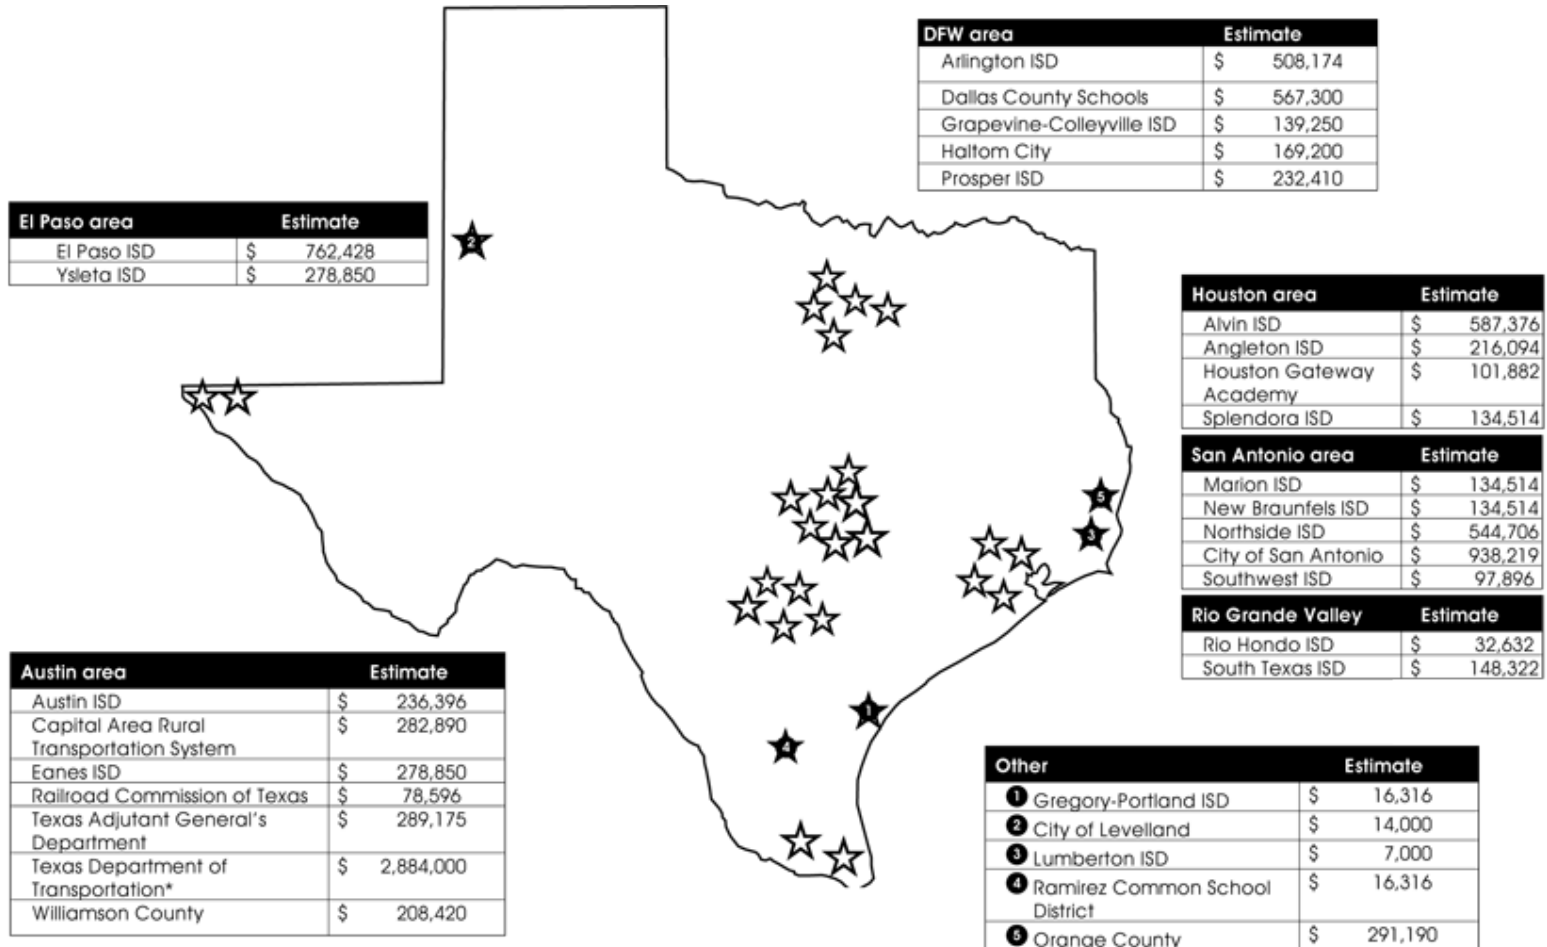 DFW area Estimate
Arlington ISD $ 508,174
Dallas County Schools $ 567,300
Grapevine-Colleyville ISD $ 139,250
Haltom City $ 169,200
Prosper ISD $ 232,410
El Paso area Estimate
El Paso ISD $ 762,428
Ysleta ISD $ 278,850
2
Houston area Estimate
Alvin ISD $ 587,376
Angleton ISD $ 216,094
Houston Gateway $ 101,882
Academy
Splendora ISD $ 134,514
San Antonio area Estimate
Marion ISD $ 134,514
New Braunfels ISD $ 134,514
Northside ISD $ 544,706
City of San Antonio $ 938,219
Southwest ISD $ 97,896
5
3
Rio Grande Valley Estimate
Rio Hondo ISD $ 32,632
South Texas ISD $ 148,322
1
4
Austin area Estimate
Austin ISD $ 236,396
Capital Area Rural $ 282,890
Transportation System
Eanes ISD $ 278,850
Railroad Commission of Texas $ 78,596
Texas Adjutant General's $ 289,175
Department
Texas Department of $ 2,884,000
Transportation*
Williamson County $ 208,420
Other Estimate
1 Gregory-Portland ISD $ 16,316
2 City of Levelland $ 14,000
3 Lumberton ISD $ 7,000
4 Ramirez Common School $ 16,316
District
5 Orange County $ 291,190